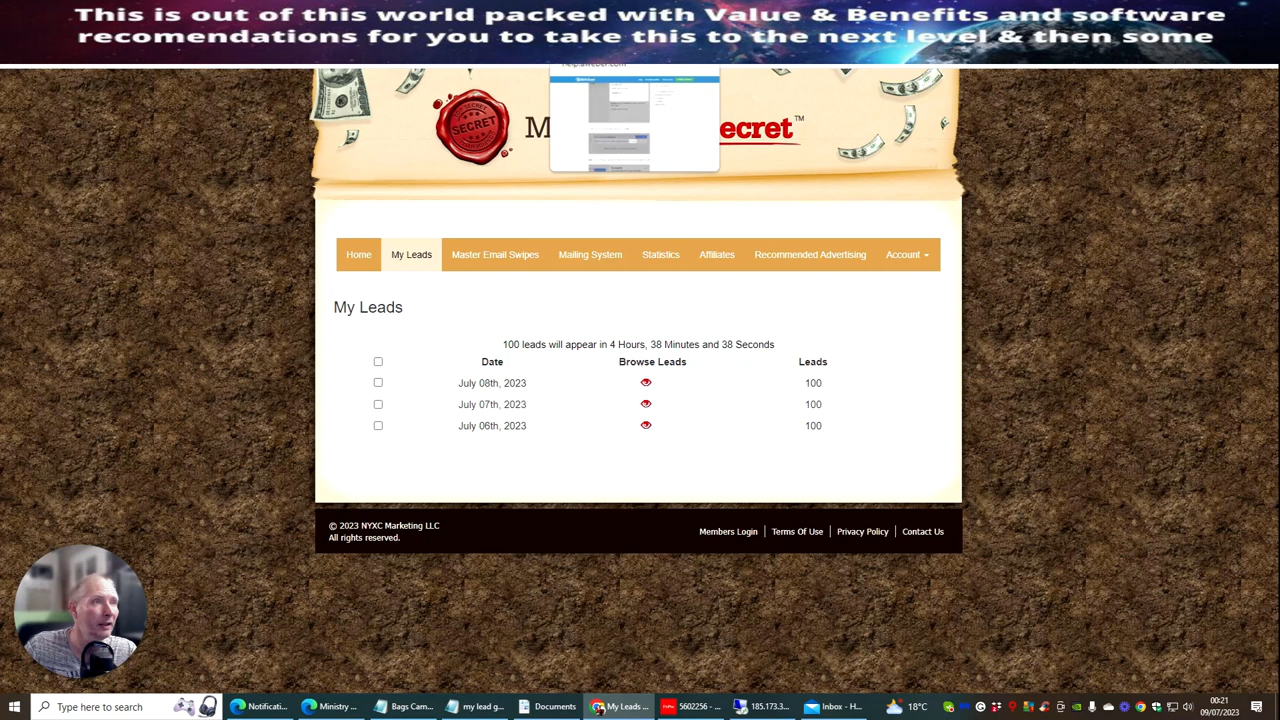 This is out of this world packed with Value & Benefits and software
recomendations for you to take this to the next level & then some
SECRET
M
ecret™
Home My Leads Master Email Swipes Mailing System Statistics Affiliates Recommended Advertising Account
My Leads
100 leads will appear in 4 Hours, 38 Minutes and 38 Seconds
Date Browse Leads Leads
July 08th, 2023 100
July 07th, 2023 100
July 06th, 2023 100
© 2023 NYXC Marketing LLC
All rights reserved.
Members Login Terms Of Use Privacy Policy Contact Us
Type here to search Notificati... Ministry ... Bags Cam... my lead g... Documents My Leads ... 5602256 - ... 185.173.3... Inbox - H... 18°C
00:21
09/07/2023